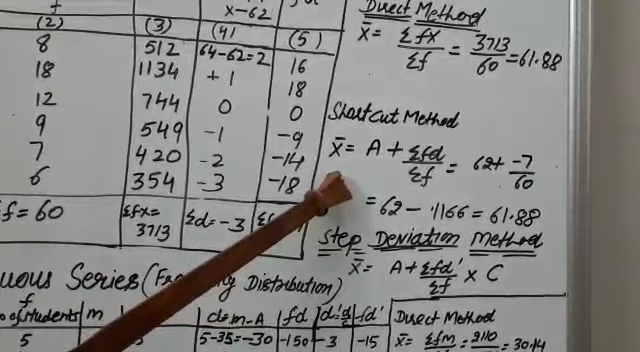 f
x-62
(2) (3) (4) (5)
8 512 64-62=2 16
18 1134 +1 18
12 744 0 0
9 549 -1 -9
7 420 -2 -14
6 354 -3 -18
f=60 Σfx=3713 Σd=-3
Direct Method
x̄= Σfx/Σf = 3713/60 = 61.88
Shortcut Method
x̄= A + Σfd/Σf = 62+ -7/60
= 62 - .1166 = 61.88
Step Deviation Method
x̄= A + Σfd'/Σf × C
uous Series (Frequency Distribution)
f
o of students m d=m-A fd fd'
5 5-35=-30 -150 -3 -15
Direct Method
x̄= Σfm/Σf = 2110 = 30.14